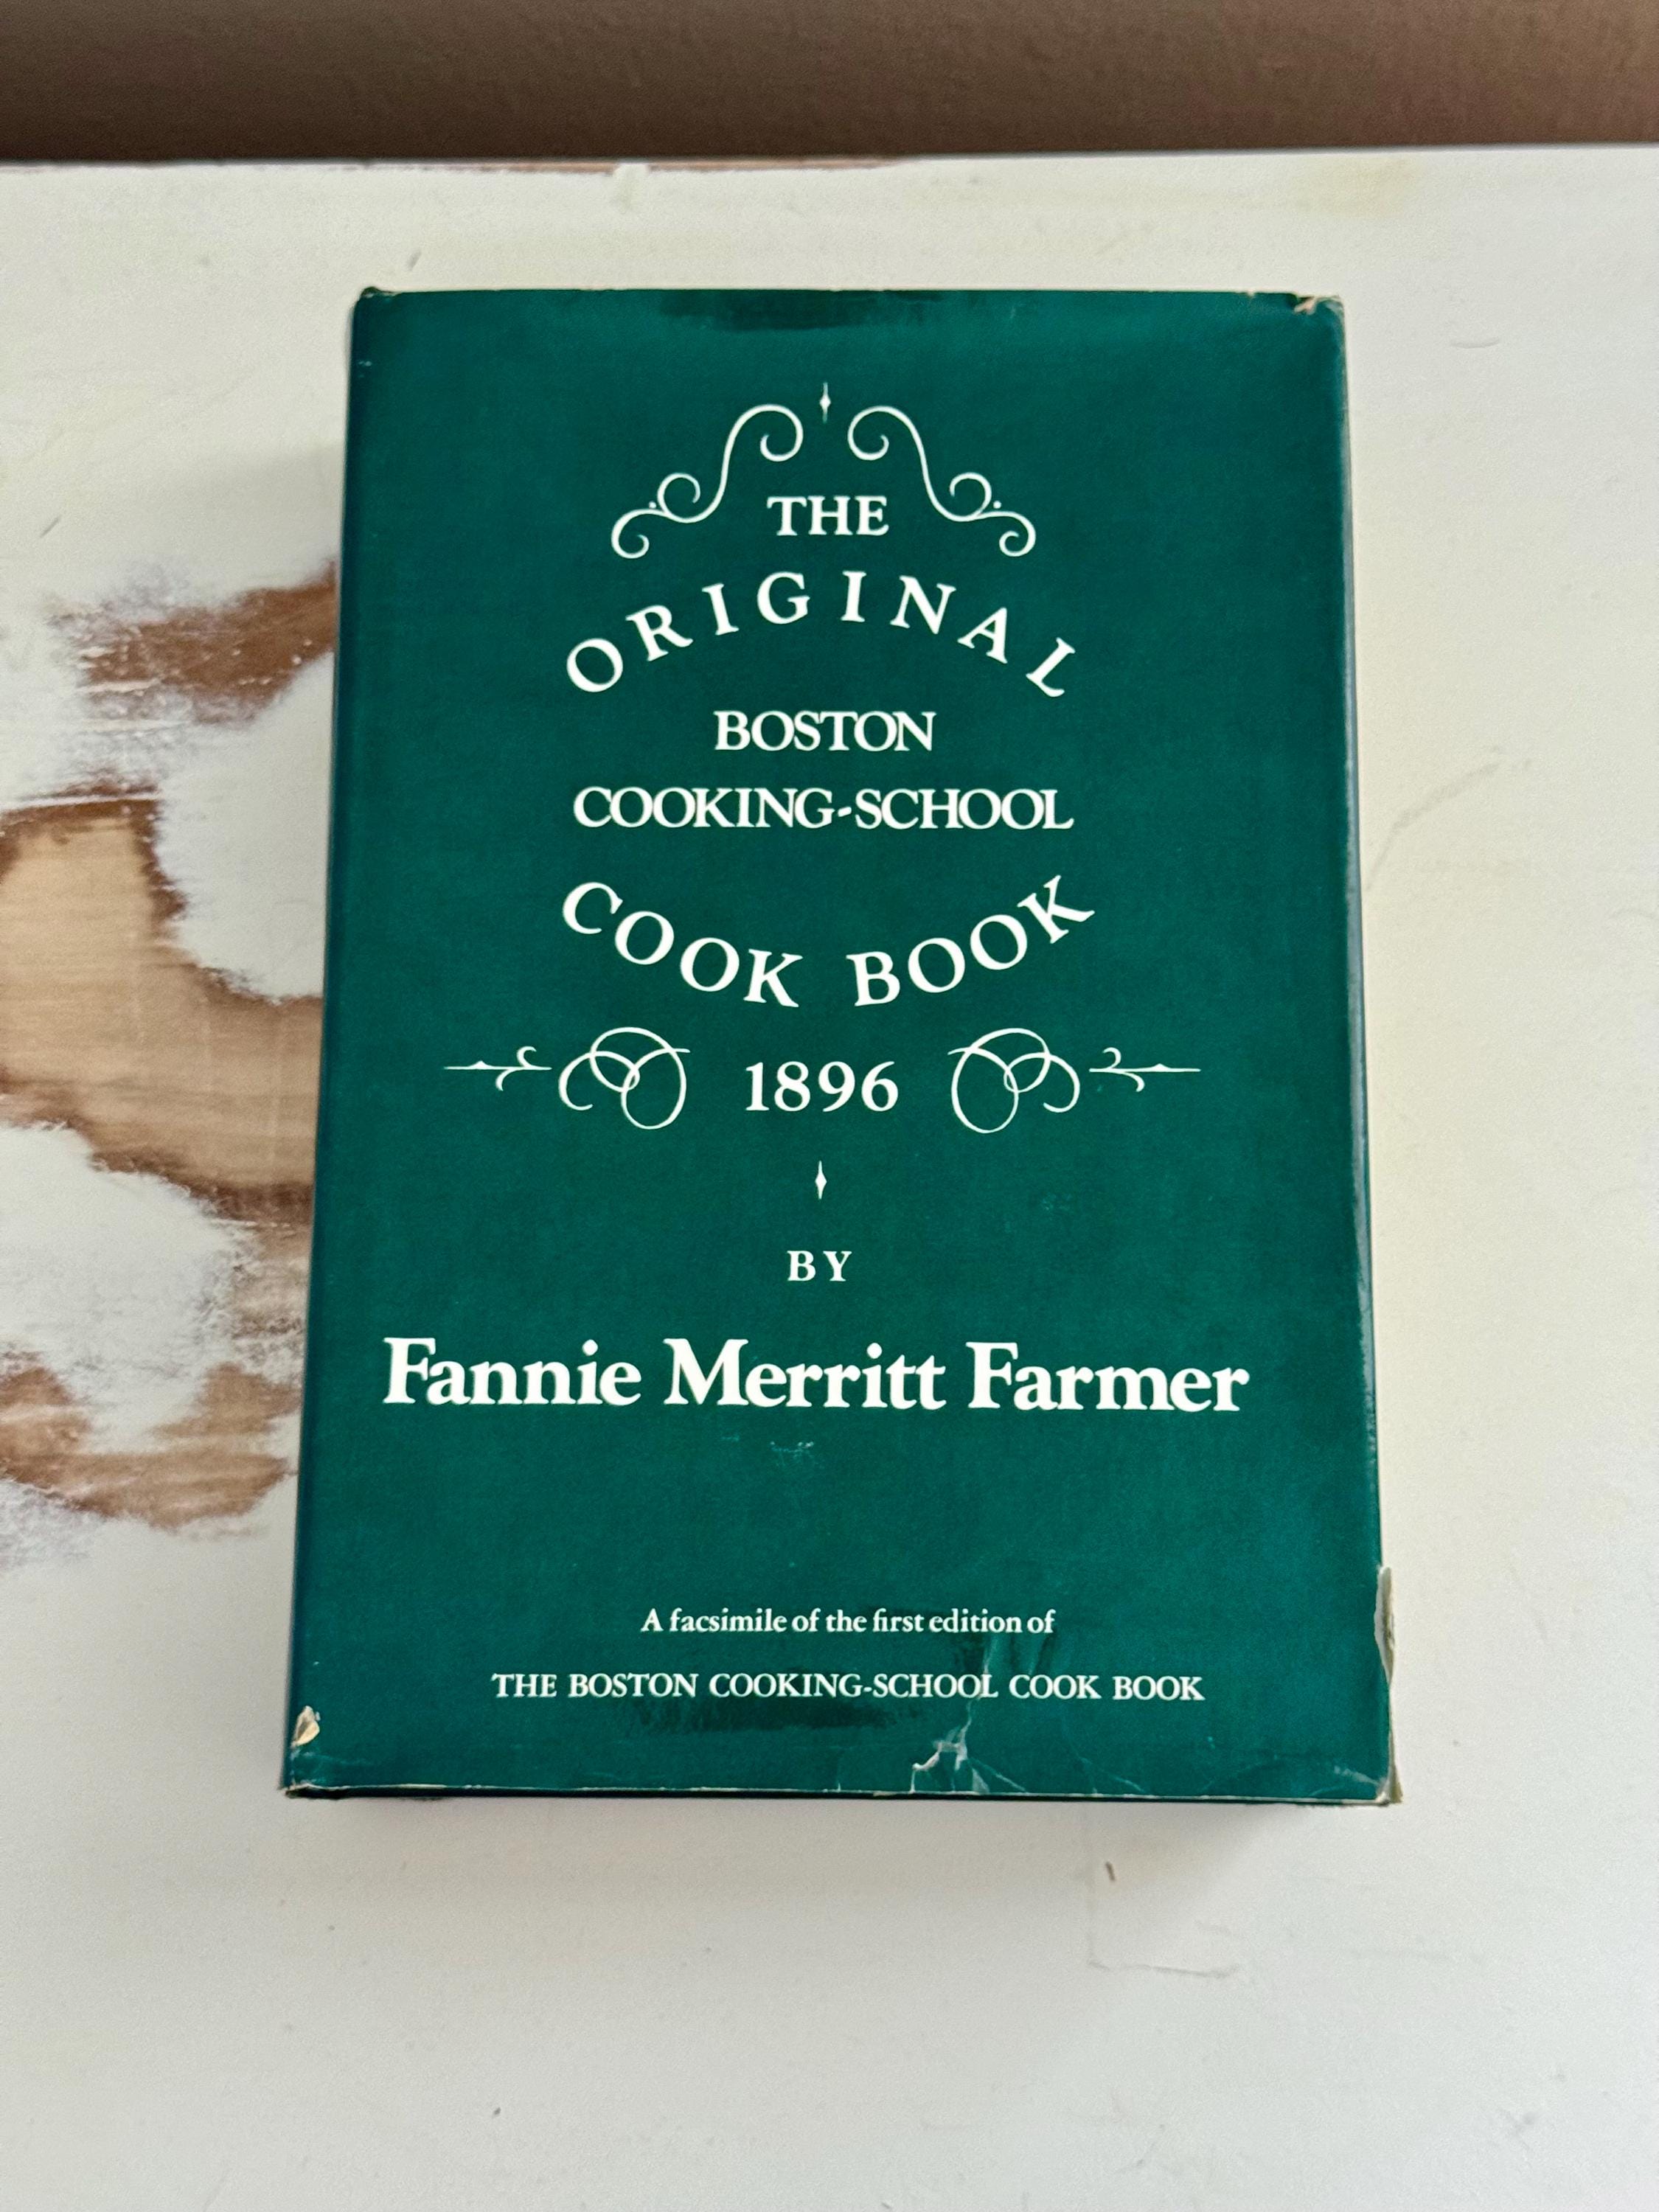 THE
ORIGINAL
BOSTON
COOKING-SCHOOL
COOK BOOK
1896
BY
Fannie Merritt Farmer
A facsimile of the first edition of
THE BOSTON COOKING-SCHOOL COOK BOOK